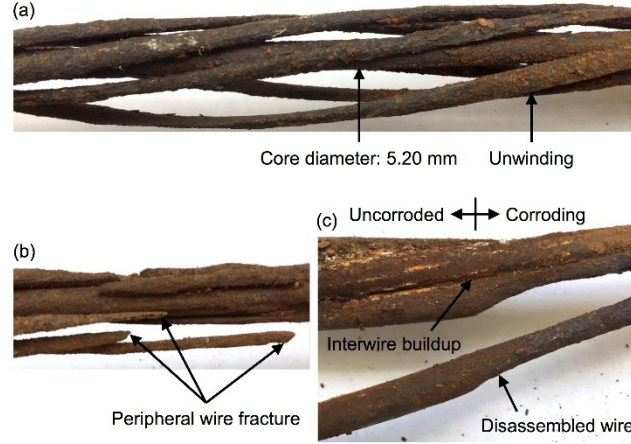 (a)
Core diameter: 5.20 mm
Unwinding
(b)
Peripheral wire fracture
(c)
Uncorroded
Corroding
Interwire buildup
Disassembled wire